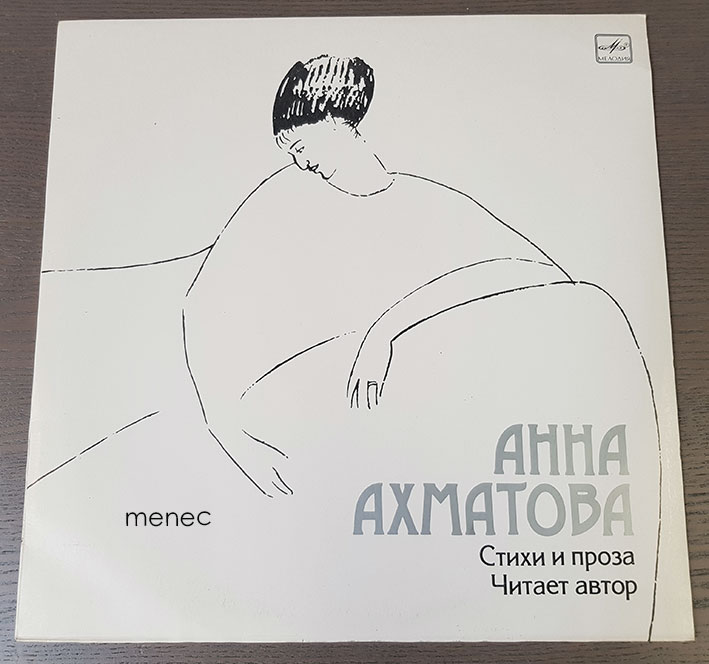 МЕЛОДИЯ
menec
АННА
АХМАТОВА
Стихи и проза
Читает автор